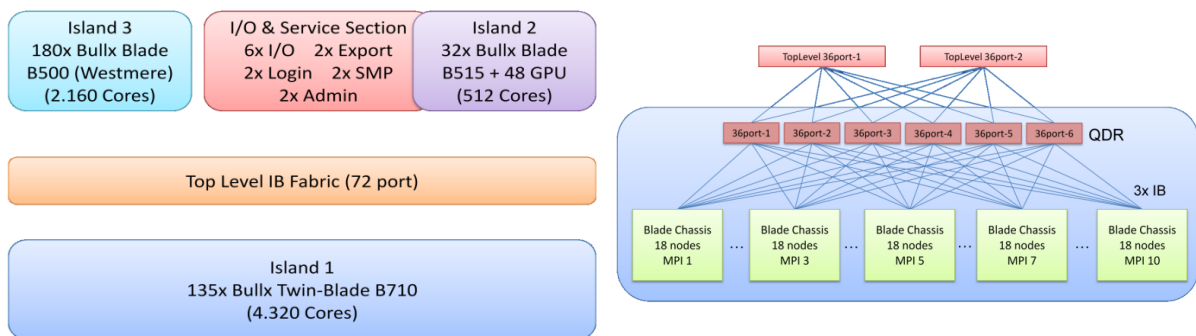 Island 3
180x Bullx Blade
B500 (Westmere)
(2.160 Cores)
I/O & Service Section
6x I/O 2x Export
2x Login 2x SMP
2x Admin
Island 2
32x Bullx Blade
B515 + 48 GPU
(512 Cores)
Top Level IB Fabric (72 port)
Island 1
135x Bullx Twin-Blade B710
(4.320 Cores)
TopLevel 36port-1
TopLevel 36port-2
36port-1
36port-2
36port-3
36port-4
36port-5
36port-6
QDR
3x IB
Blade Chassis
18 nodes
MPI 1
...
Blade Chassis
18 nodes
MPI 3
...
Blade Chassis
18 nodes
MPI 5
...
Blade Chassis
18 nodes
MPI 7
...
Blade Chassis
18 nodes
MPI 10